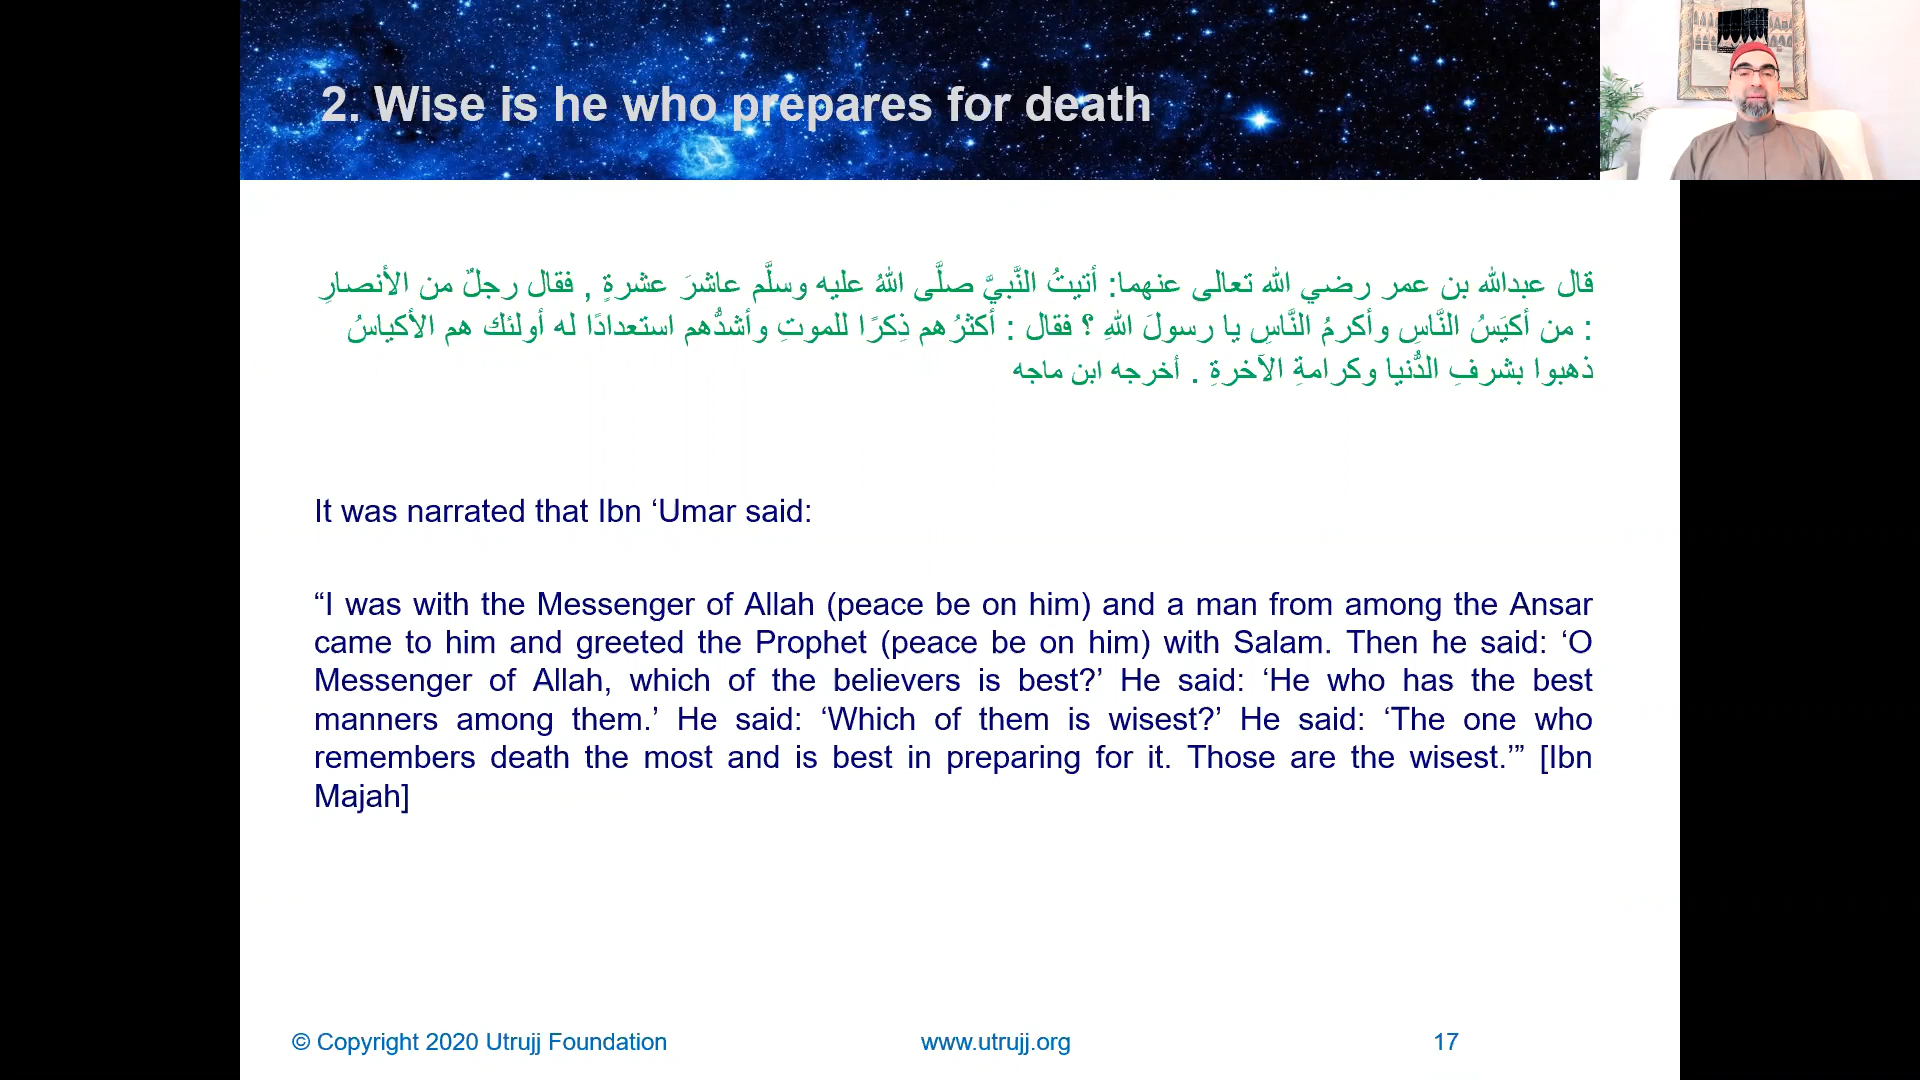 2. Wise is he who prepares for death
قال عبدالله بن عمر رضي الله تعالى عنهما: أتيتُ النَّبيَّ صلَّى اللهُ عليه وسلَّم عاشرَ عشرةٍ , فقال رجلٌ من الأنصارِ
: من أكيَسُ النَّاسِ وأكرمُ النَّاسِ يا رسولَ اللهِ ؟ فقال : أكثرُهم ذِكرًا للموتِ وأشدُّهم استعدادًا له أولئك هم الأكياسُ
ذهبوا بشرفِ الدُّنيا وكرامةِ الآخرةِ . أخرجه ابن ماجه
It was narrated that Ibn ‘Umar said:
“I was with the Messenger of Allah (peace be on him) and a man from among the Ansar
came to him and greeted the Prophet (peace be on him) with Salam. Then he said: ‘O
Messenger of Allah, which of the believers is best?’ He said: ‘He who has the best
manners among them.’ He said: ‘Which of them is wisest?’ He said: ‘The one who
remembers death the most and is best in preparing for it. Those are the wisest.’” [Ibn
Majah]
© Copyright 2020 Utrujj Foundation
www.utrujj.org
17